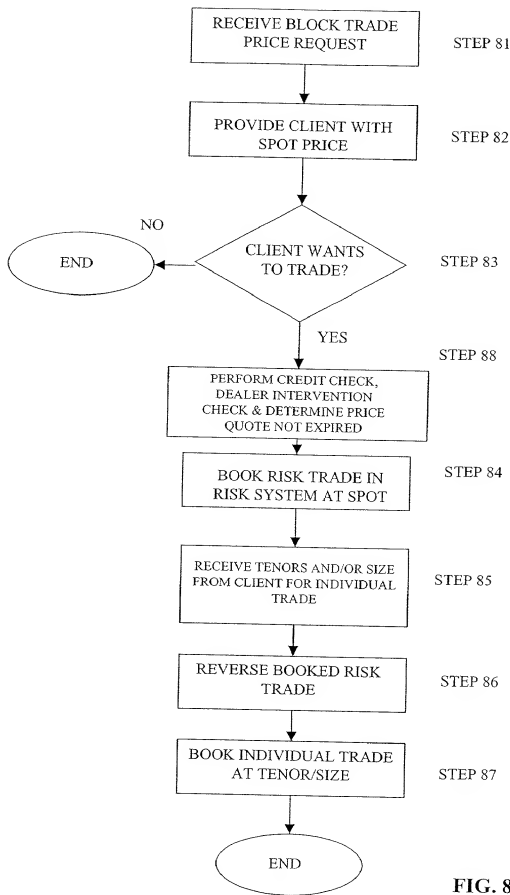 RECEIVE BLOCK TRADE
PRICE REQUEST
STEP 81
PROVIDE CLIENT WITH
SPOT PRICE
STEP 82
NO
CLIENT WANTS
TO TRADE?
END
STEP 83
YES
STEP 88
PERFORM CREDIT CHECK,
DEALER INTERVENTION
CHECK & DETERMINE PRICE
QUOTE NOT EXPIRED
STEP 84
BOOK RISK TRADE IN
RISK SYSTEM AT SPOT
RECEIVE TENORS AND/OR SIZE
FROM CLIENT FOR INDIVIDUAL
TRADE
STEP 85
REVERSE BOOKED RISK
TRADE
STEP 86
BOOK INDIVIDUAL TRADE
AT TENOR/SIZE
STEP 87
END
FIG. 8